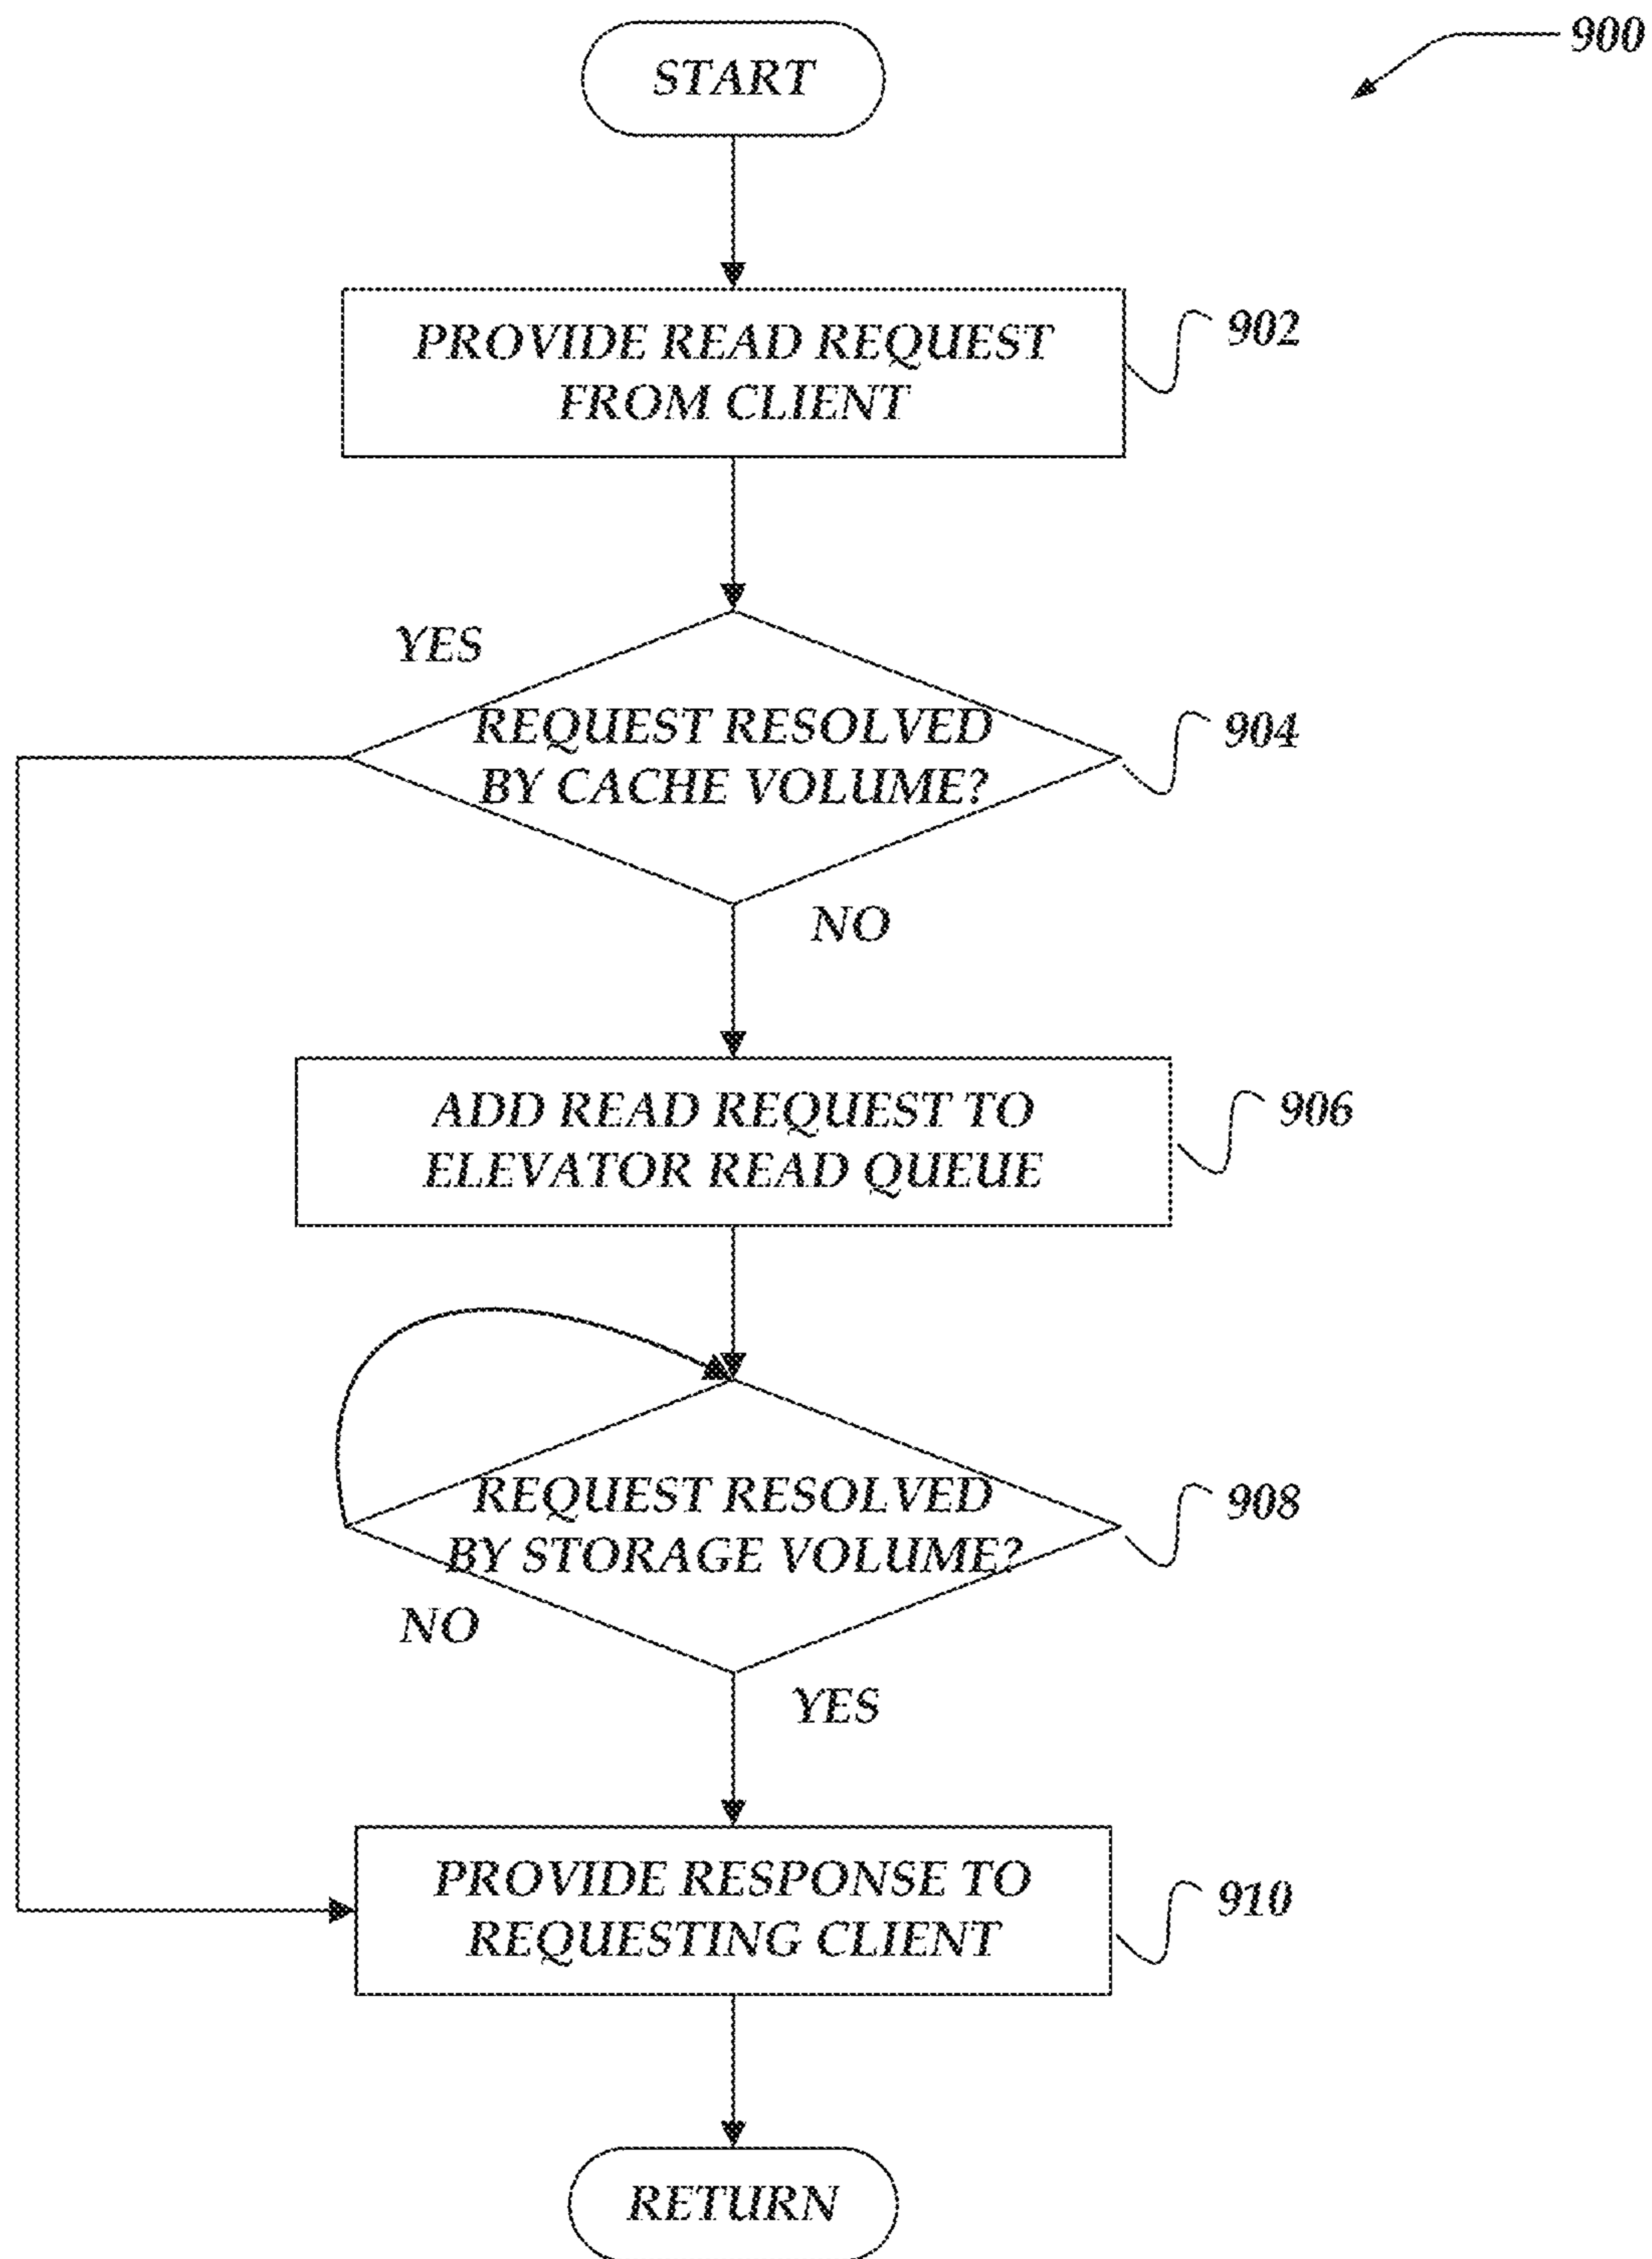 900
START
PROVIDE READ REQUEST
FROM CLIENT
902
YES
REQUEST RESOLVED
BY CACHE VOLUME?
904
NO
ADD READ REQUEST TO
ELEVATOR READ QUEUE
906
REQUEST RESOLVED
BY STORAGE VOLUME?
908
NO
YES
PROVIDE RESPONSE TO
REQUESTING CLIENT
910
RETURN